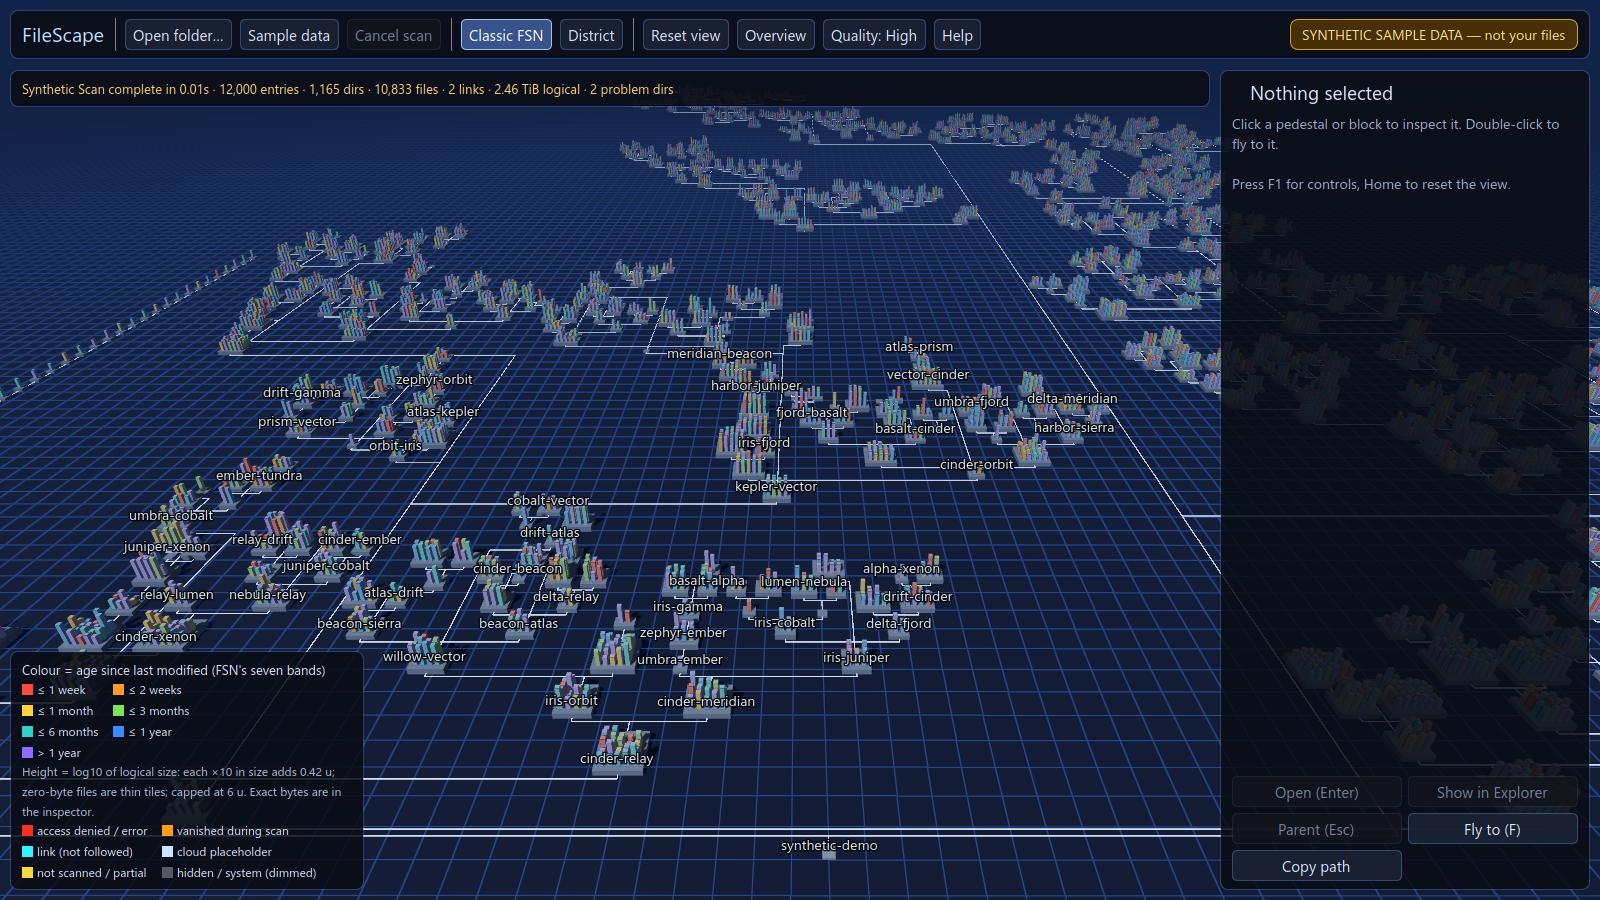 FileScape
Open folder...
Sample data
Cancel scan
Classic FSN
District
Reset view
Overview
Quality: High
Help
SYNTHETIC SAMPLE DATA — not your files
Synthetic Scan complete in 0.01s · 12,000 entries · 1,165 dirs · 10,833 files · 2 links · 2.46 TiB logical · 2 problem dirs
Nothing selected
Click a pedestal or block to inspect it. Double-click to
fly to it.
Press F1 for controls, Home to reset the view.
meridian-beacon
atlas-prism
vector-cinder
zephyr-orbit
drift-gamma
harbor-juniper
umbra-fjord
delta-meridian
atlas-kepler
fjord-basalt
prism-vector
basalt-cinder
harbor-sierra
orbit-iris
iris-fjord
cinder-orbit
ember-tundra
kepler-vector
cobalt-vector
umbra-cobalt
drift-atlas
relay-drift
cinder-ember
juniper-xenon
juniper-cobalt
cinder-beacon
alpha-xenon
basalt-alpha
lumen-nebula
relay-lumen
nebula-relay
atlas-drift
delta-relay
drift-cinder
iris-gamma
beacon-sierra
beacon-atlas
iris-cobalt
delta-fjord
cinder-xenon
zephyr-ember
willow-vector
umbra-ember
iris-juniper
iris-orbit
cinder-meridian
cinder-relay
synthetic-demo
Colour = age since last modified (FSN's seven bands)
≤ 1 week
≤ 2 weeks
≤ 1 month
≤ 3 months
≤ 6 months
≤ 1 year
> 1 year
Height = log10 of logical size: each ×10 in size adds 0.42 u;
zero-byte files are thin tiles; capped at 6 u. Exact bytes are in
the inspector.
access denied / error
vanished during scan
link (not followed)
cloud placeholder
not scanned / partial
hidden / system (dimmed)
Open (Enter)
Show in Explorer
Parent (Esc)
Fly to (F)
Copy path